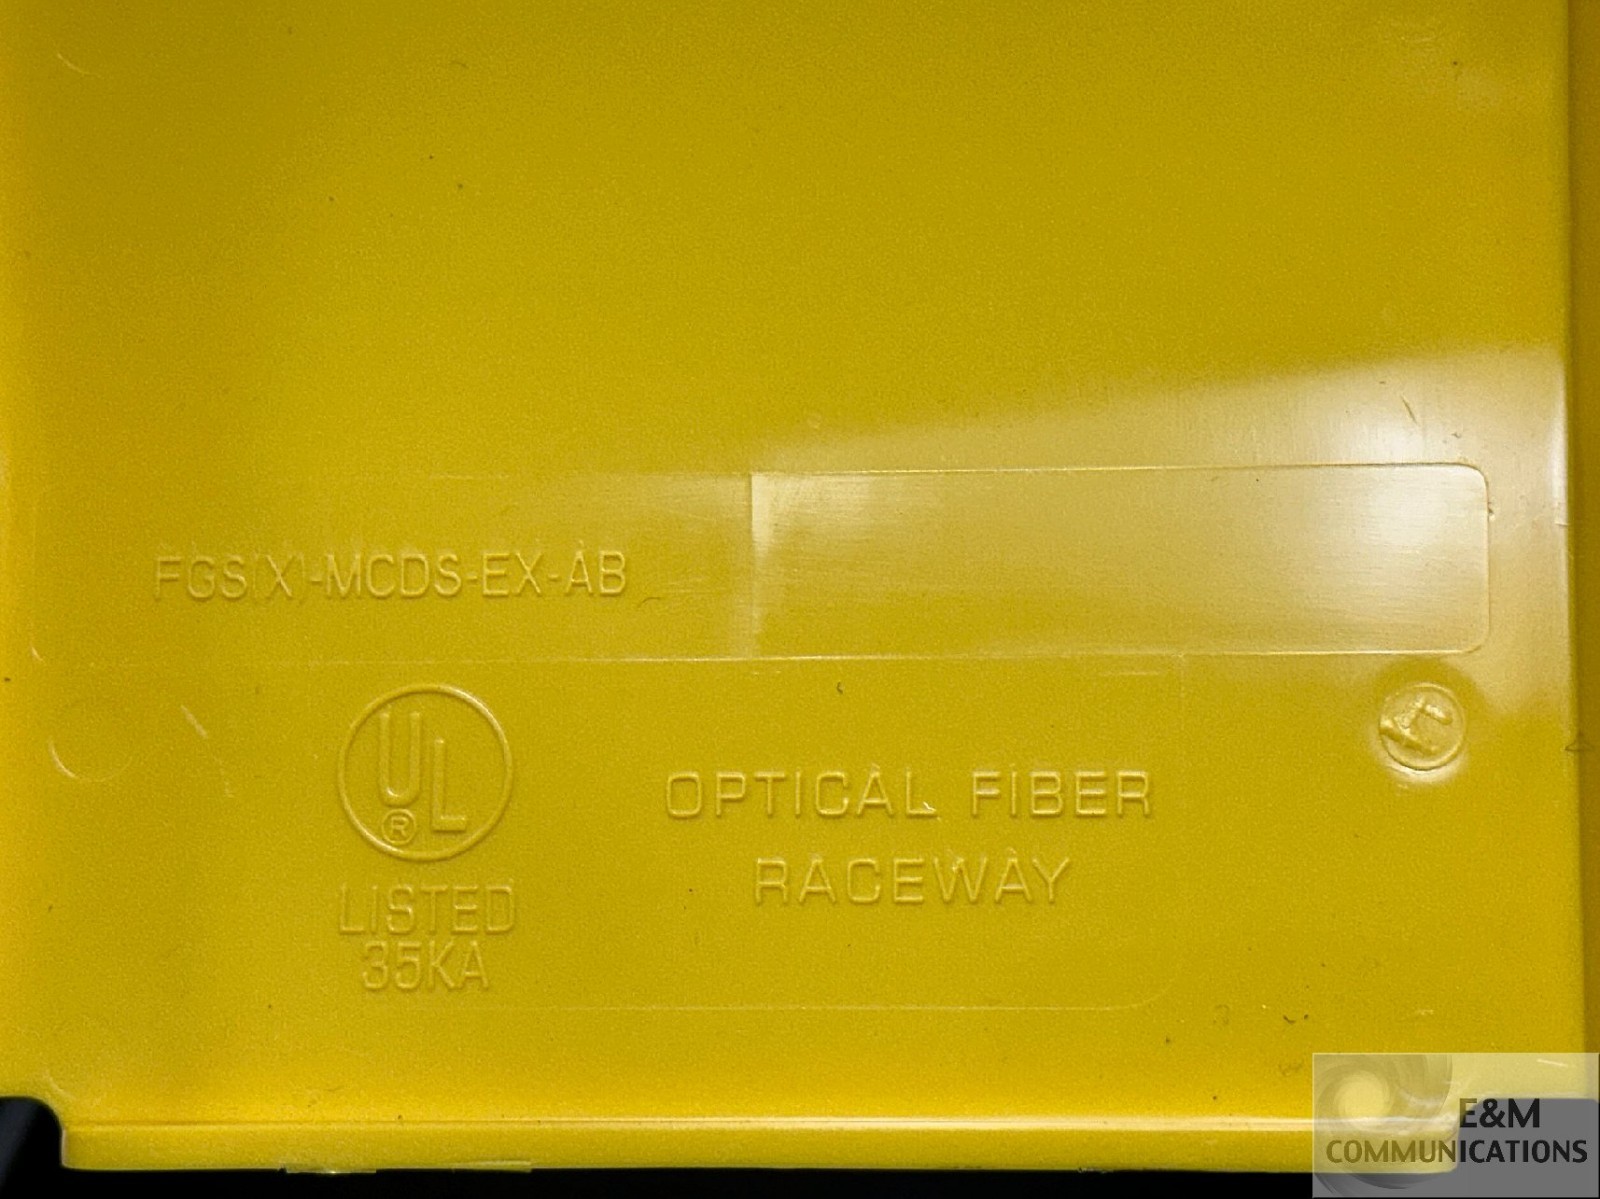 FGS(X)-MCDS-EX-AB
UL
®
LISTED
35KA
OPTICAL FIBER
RACEWAY
E&M
COMMUNICATIONS